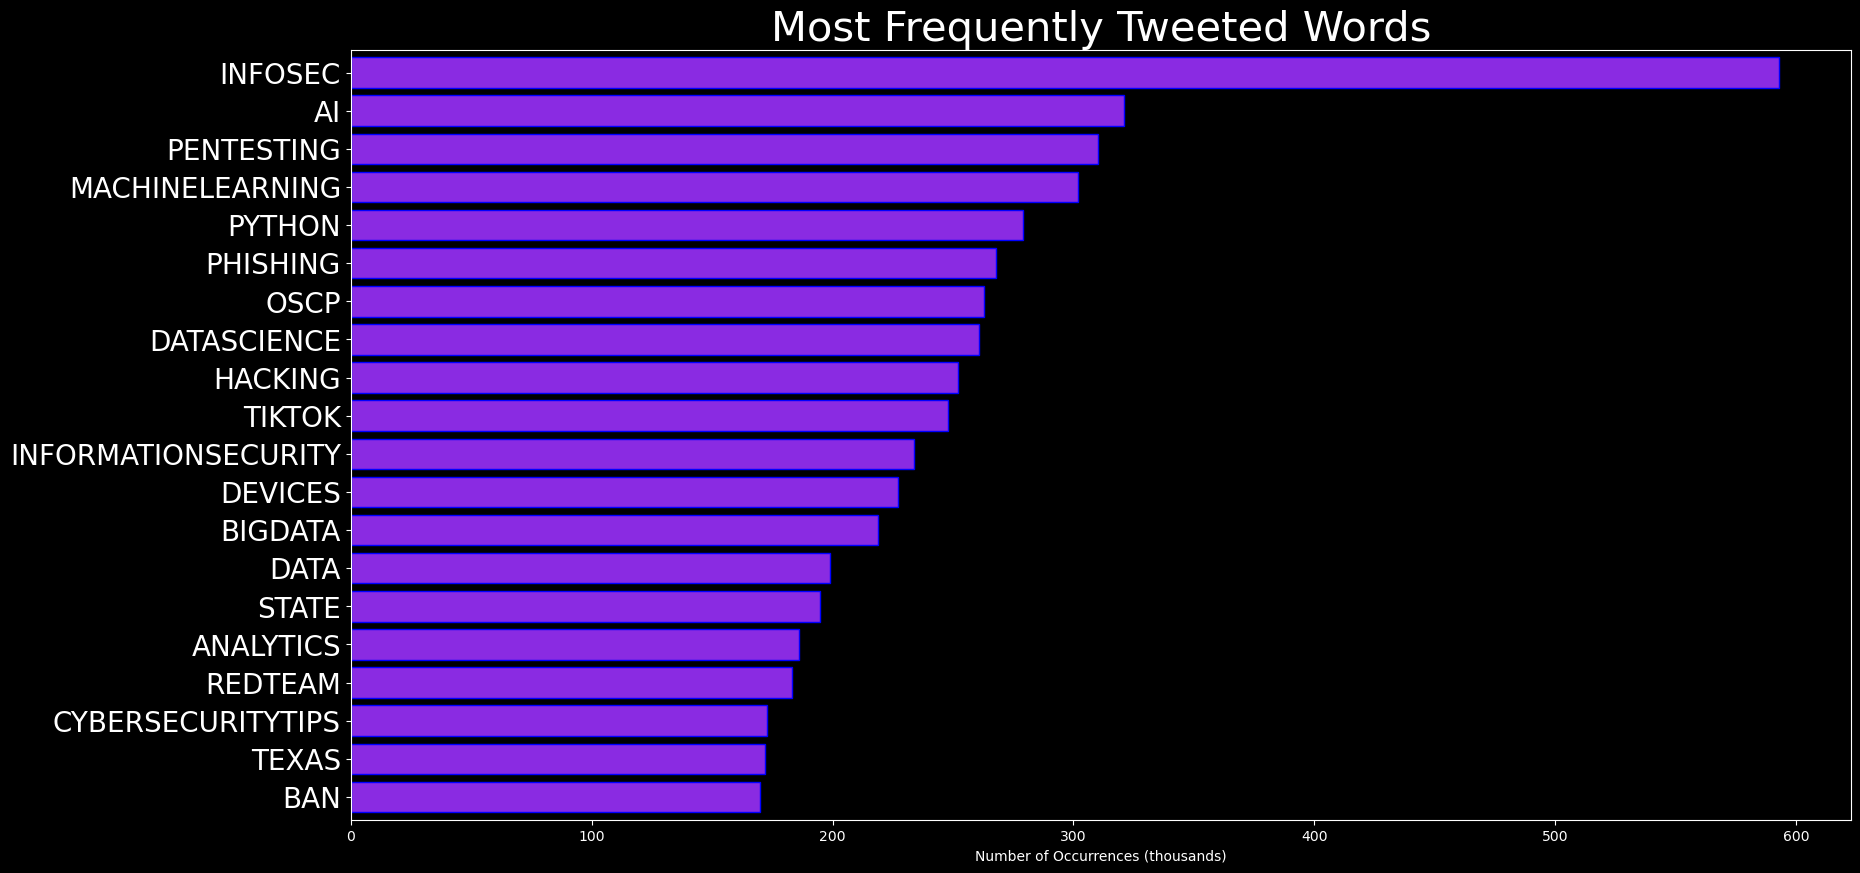 Most Frequently Tweeted Words
INFOSEC
AI
PENTESTING
MACHINELEARNING
PYTHON
PHISHING
OSCP
DATASCIENCE
HACKING
TIKTOK
INFORMATIONSECURITY
DEVICES
BIGDATA
DATA
STATE
ANALYTICS
REDTEAM
CYBERSECURITYTIPS
TEXAS
BAN
0 100 200 300 400 500 600
Number of Occurrences (thousands)